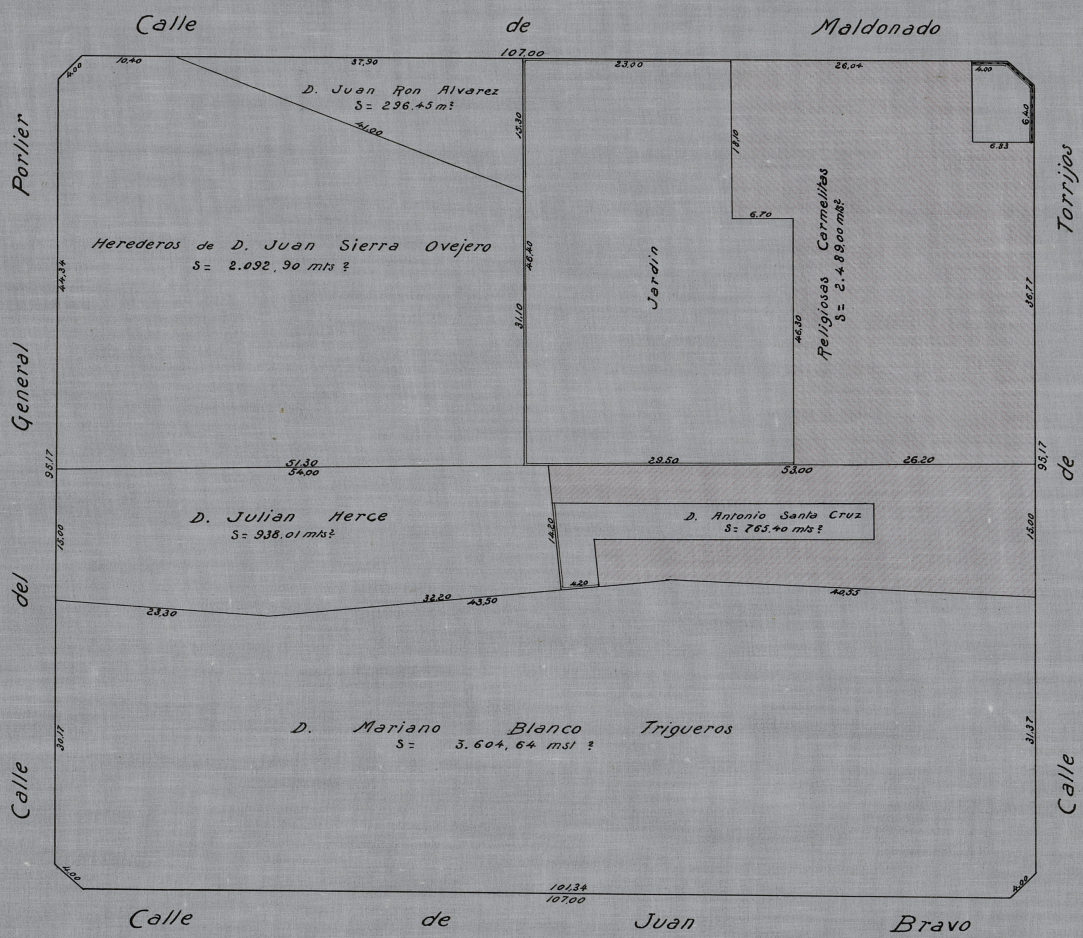 Calle de Maldonado
107,00
4,00
10,40
37,90
23,00
26,04
4,00
D. Juan Ron Alvarez
S= 296,45 m²
41,00
15,30
18,10
6,40
6,83
Calle del General Porlier
Calle de Torrijos
6,70
Herederos de D. Juan Sierra Ovejero
S= 2.092,90 mts²
44,34
46,40
31,10
Jardin
46,30
Religiosas Carmelitas
S= 2.489,00 mts²
36,77
95,17
51,30
54,00
29,50
53,00
26,20
95,17
D. Julian Herce
S= 938,01 mts²
15,00
14,20
D. Antonio Santa Cruz
S= 765,40 mts²
15,00
4,20
23,30
32,20
43,50
40,55
D. Mariano Blanco Trigueros
S= 3.604,64 mst²
30,17
31,37
4,00
101,34
107,00
4,00
Calle de Juan Bravo